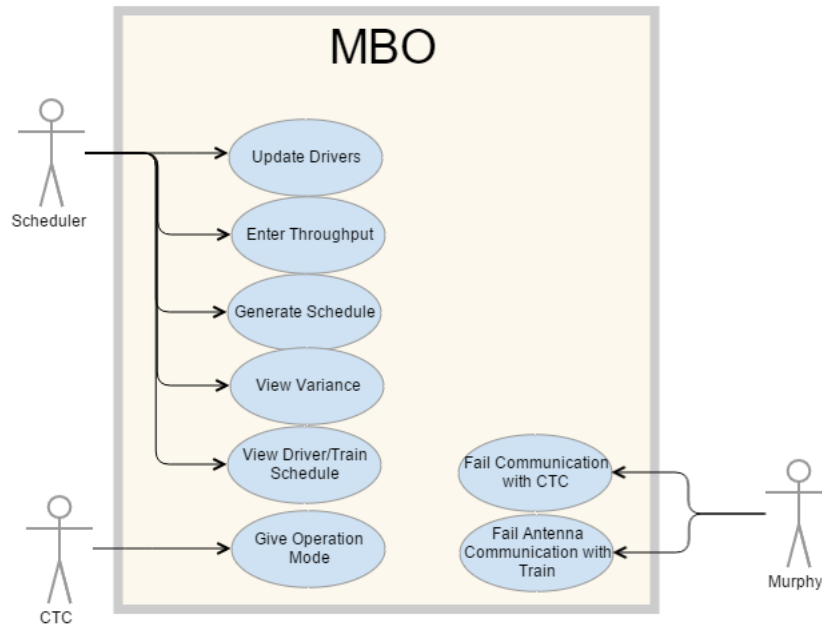 MBO
Update Drivers
Scheduler
Enter Throughput
Generate Schedule
View Variance
View Driver/Train
Schedule
Fail Communication
with CTC
Give Operation
Mode
Fail Antenna
Communication with
Train
Murphy
CTC